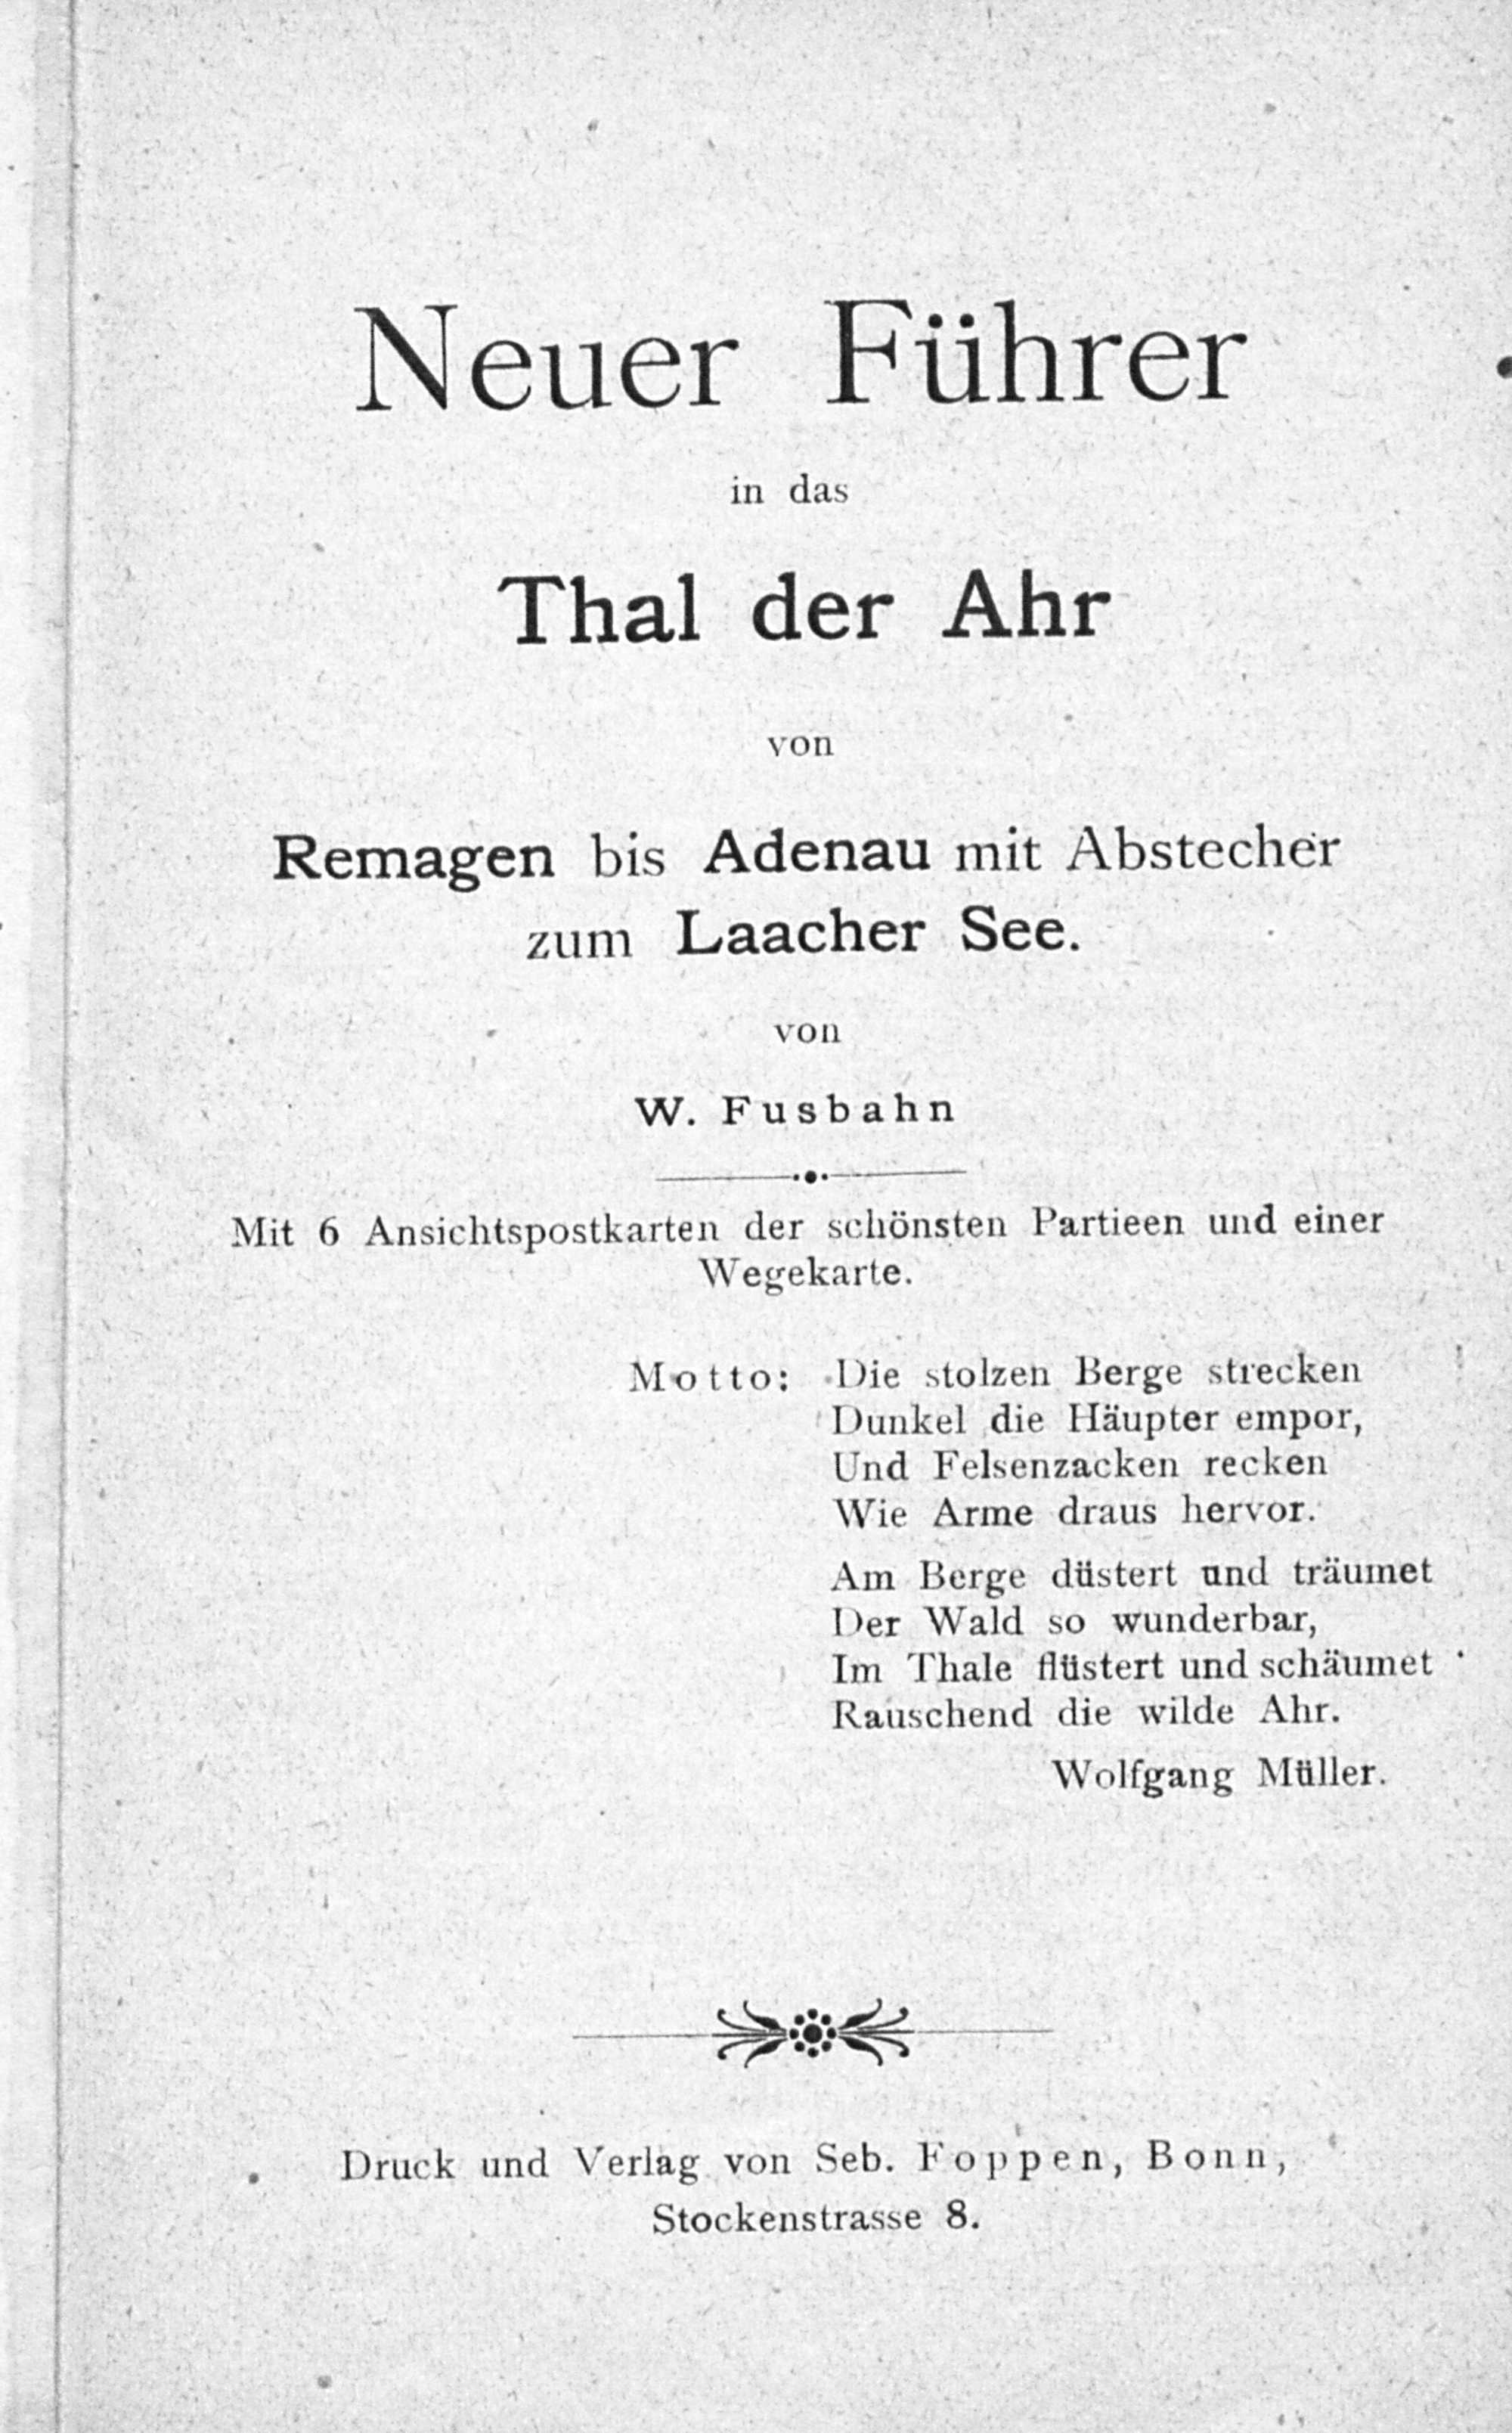 Neuer Führer
in das
Thal der Ahr
von
Remagen bis Adenau mit Abstecher
zum Laacher See.
von
W. Fusbahn
Mit 6 Ansichtspostkarten der schönsten Partieen und einer
Wegekarte.
Motto: Die stolzen Berge strecken
Dunkel die Häupter empor,
Und Felsenzacken recken
Wie Arme draus hervor.
Am Berge düstert und träumet
Der Wald so wunderbar,
Im Thale flüstert und schäumet
Rauschend die wilde Ahr.
Wolfgang Müller.
Druck und Verlag von Seb. Foppen, Bonn,
Stockenstrasse 8.